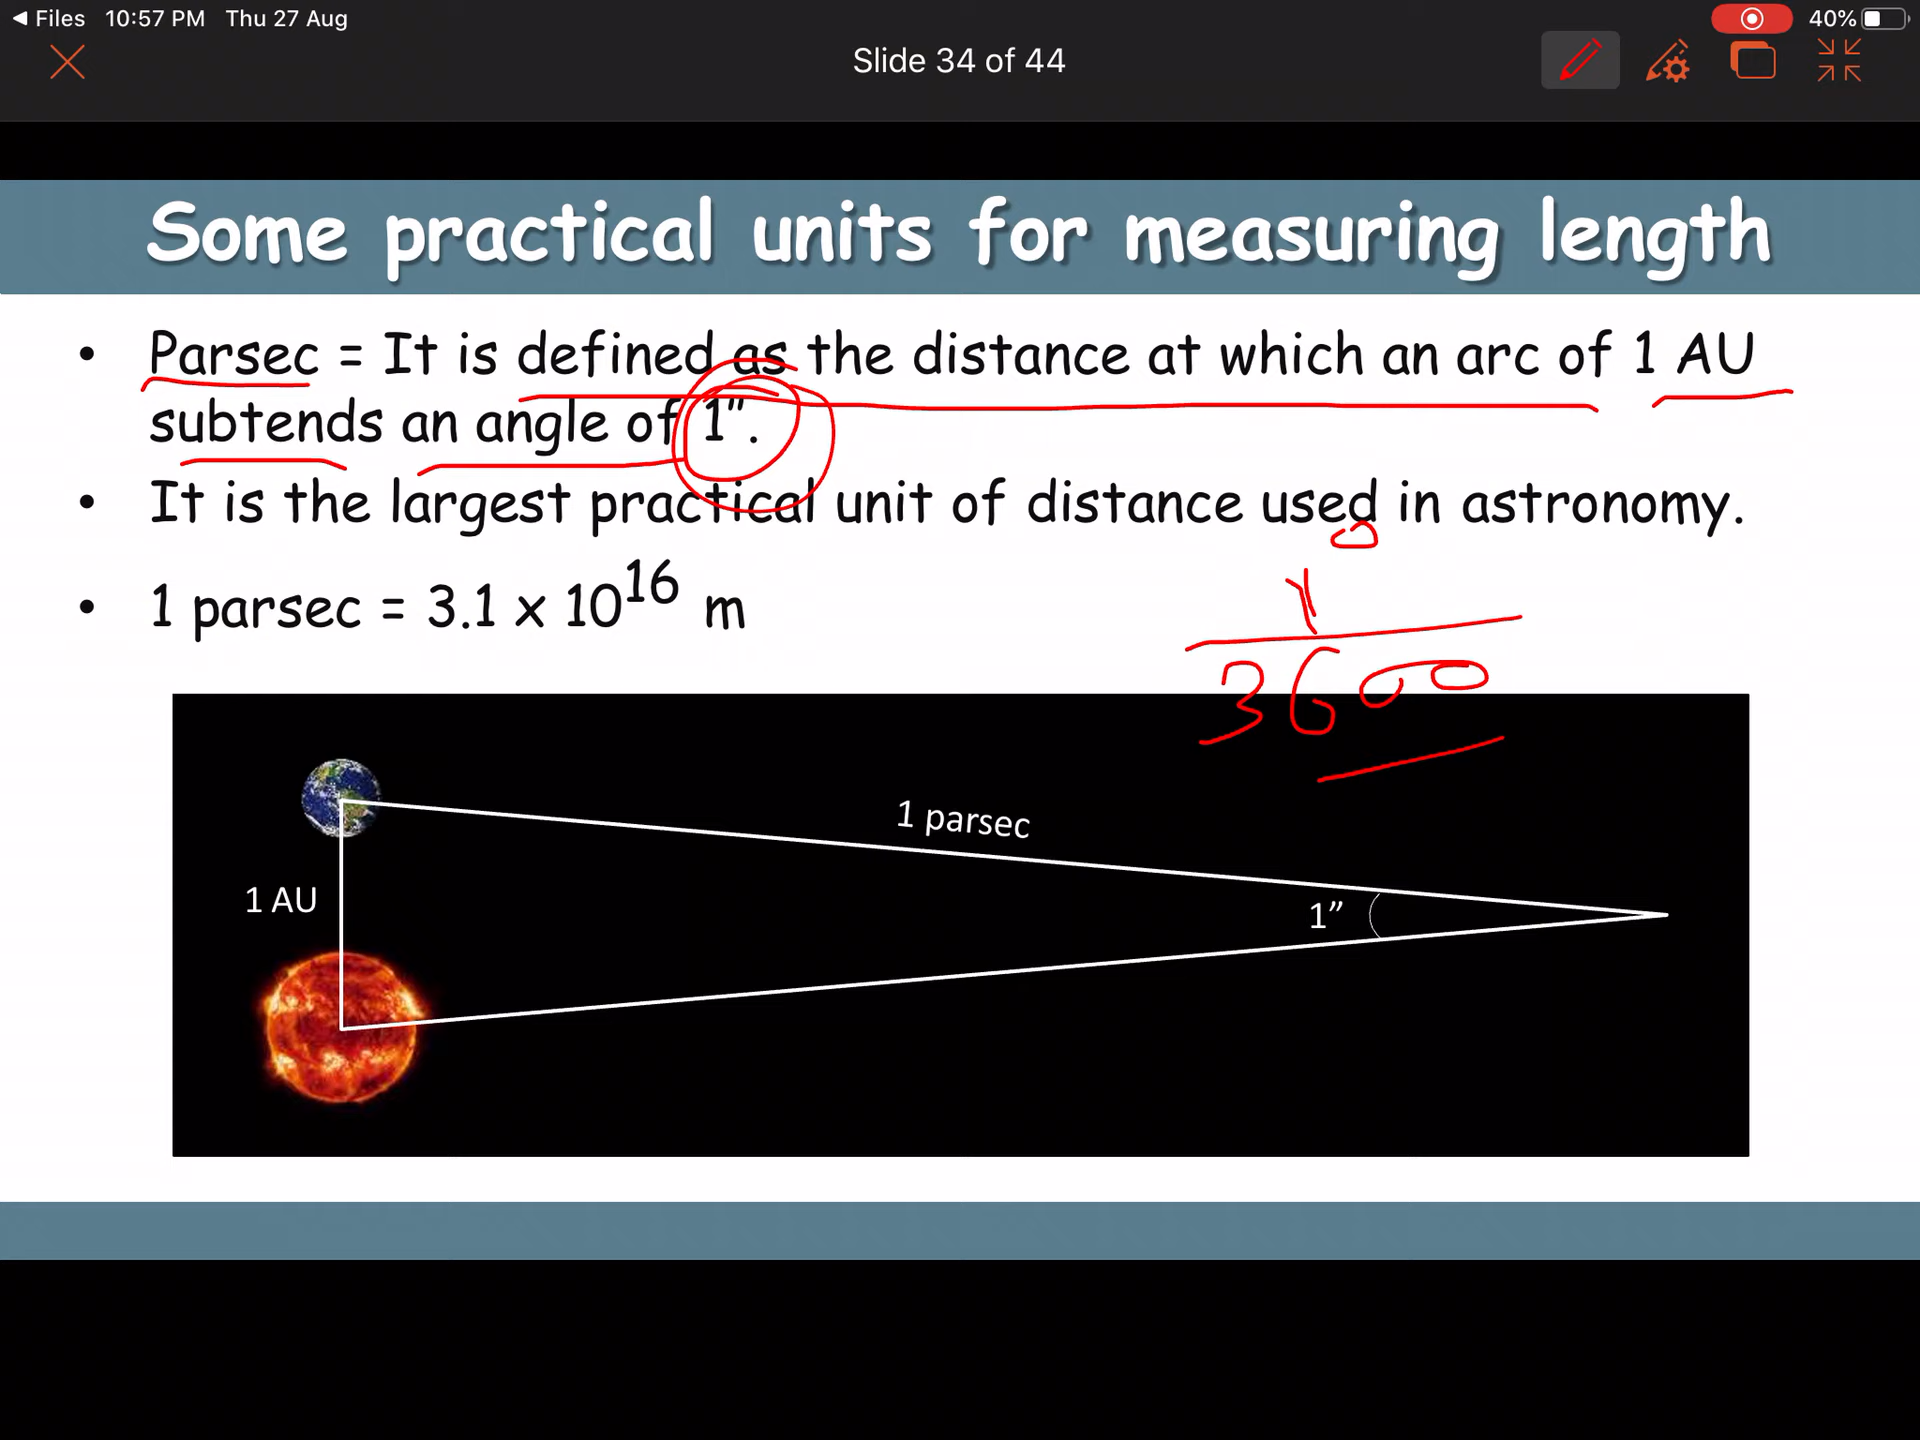 Files 10:57 PM Thu 27 Aug
40%
Slide 34 of 44
Some practical units for measuring length
• Parsec = It is defined as the distance at which an arc of 1 AU
subtends an angle of 1”.
• It is the largest practical unit of distance used in astronomy.
• 1 parsec = 3.1 x 10¹⁶ m
3600
1 parsec
1 AU
1”